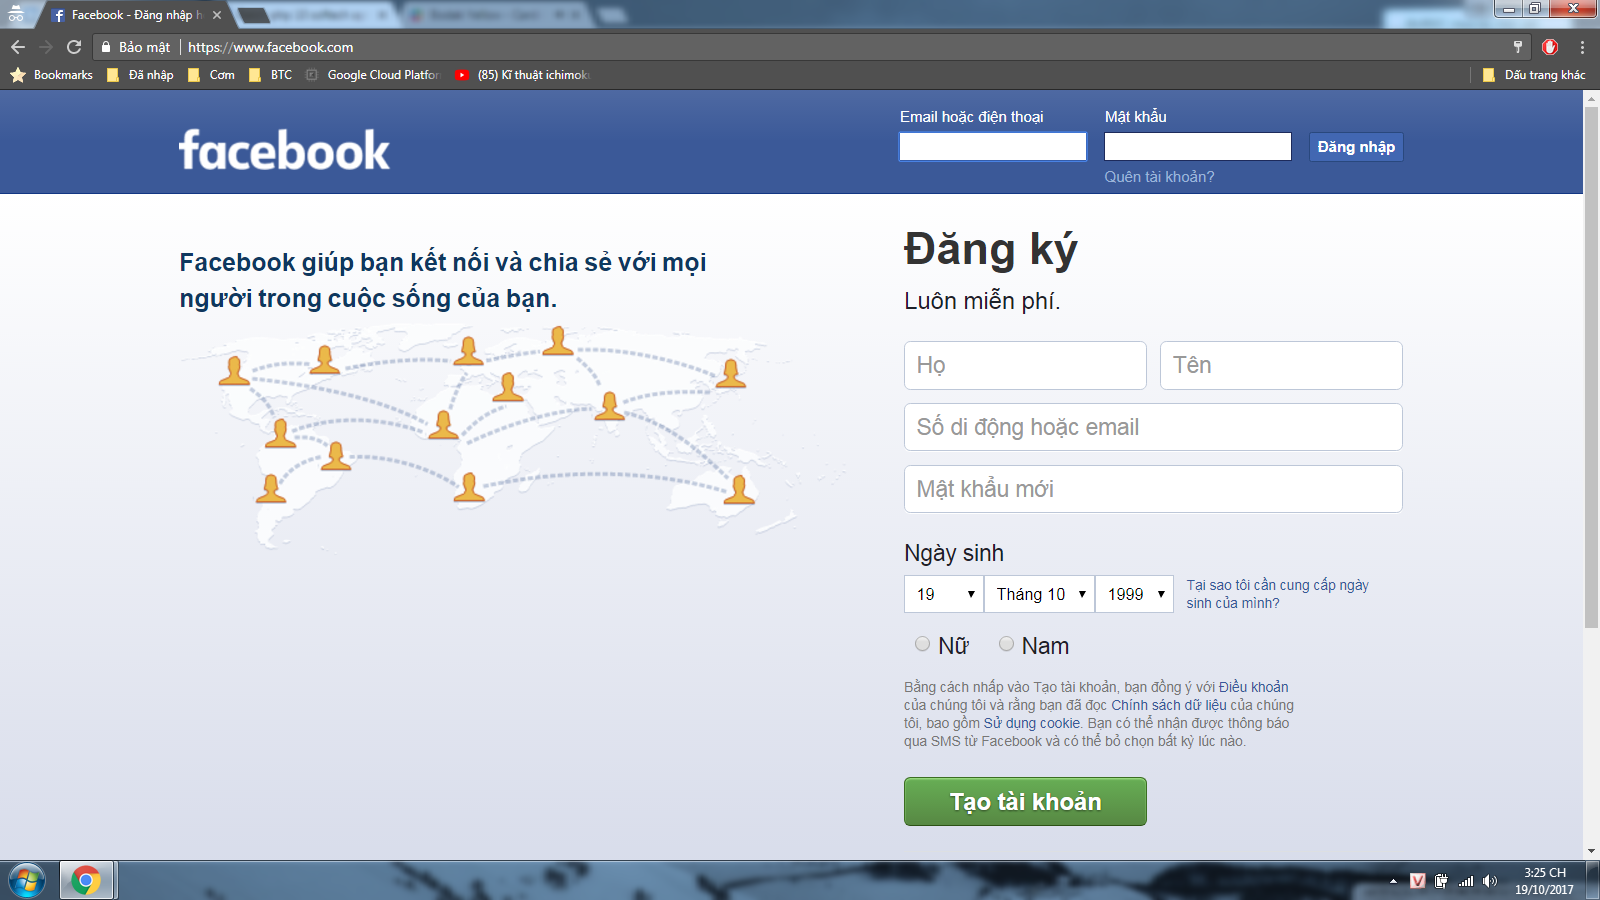 Facebook - Đăng nhập h
Bảo mật
https://www.facebook.com
Bookmarks
Đã nhập
Cơm
BTC
Google Cloud Platfor
(85) Kĩ thuật ichimok
Dấu trang khác
facebook
Email hoặc điện thoại
Mật khẩu
Đăng nhập
Quên tài khoản?
Facebook giúp bạn kết nối và chia sẻ với mọi
người trong cuộc sống của bạn.
Đăng ký
Luôn miễn phí.
Họ
Tên
Số di động hoặc email
Mật khẩu mới
Ngày sinh
19
Tháng 10
1999
Tại sao tôi cần cung cấp ngày
sinh của mình?
Nữ
Nam
Bằng cách nhấp vào Tạo tài khoản, bạn đồng ý với Điều khoản
của chúng tôi và rằng bạn đã đọc Chính sách dữ liệu của chúng
tôi, bao gồm Sử dụng cookie. Bạn có thể nhận được thông báo
qua SMS từ Facebook và có thể bỏ chọn bất kỳ lúc nào.
Tạo tài khoản
V
3:25 CH
19/10/2017